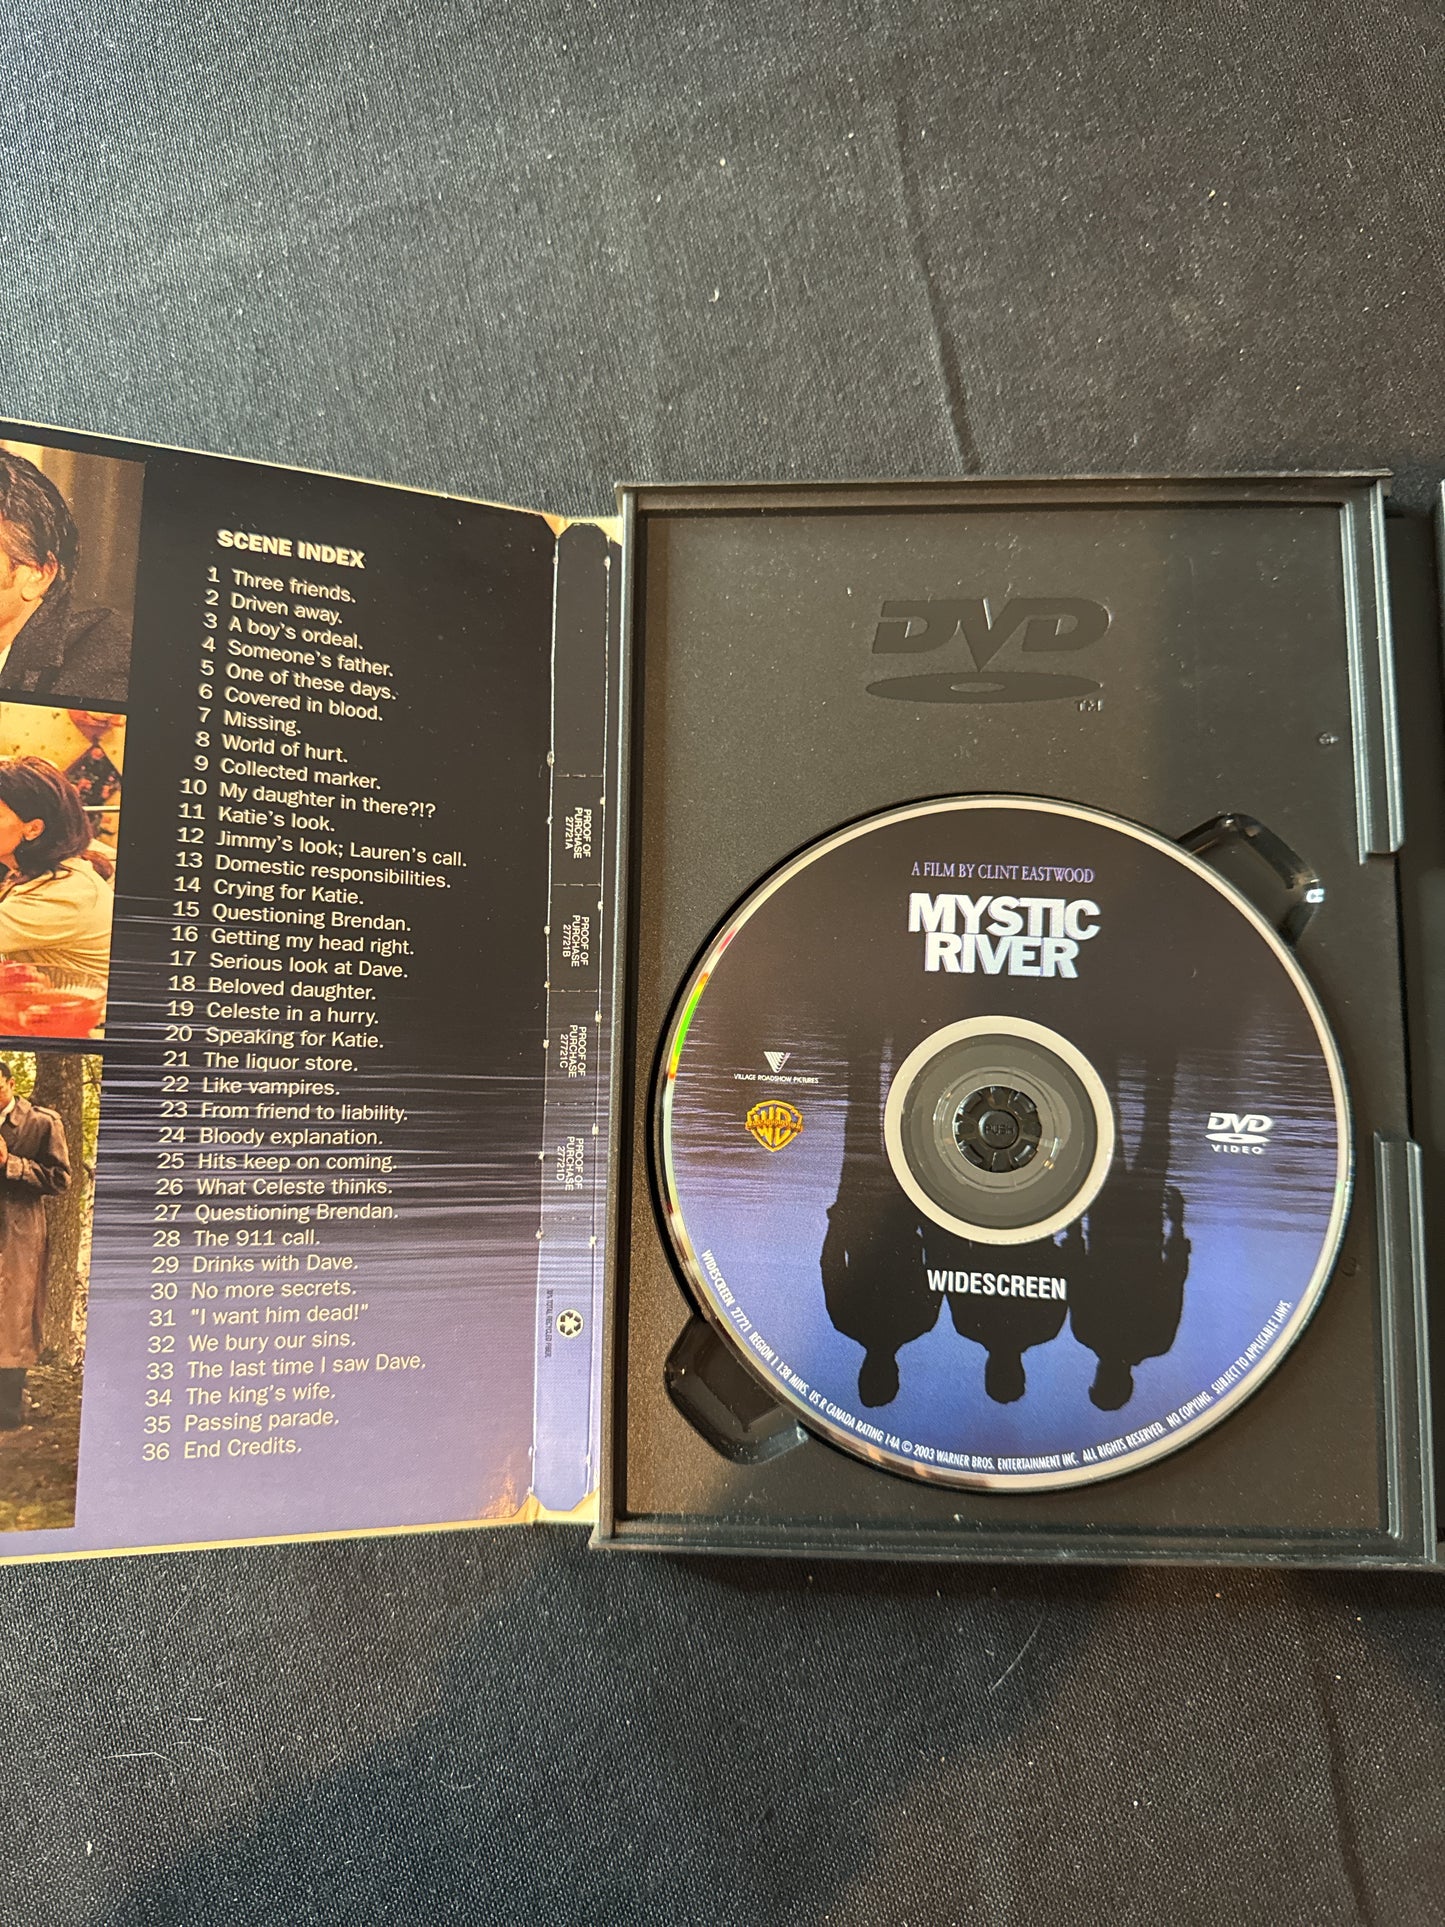 SCENE INDEX
1 Three friends.
2 Driven away.
3 A boy's ordeal.
4 Someone's father.
5 One of these days.
6 Covered in blood.
7 Missing.
8 World of hurt.
9 Collected marker.
10 My daughter in there?!?
11 Katie's look.
12 Jimmy's look; Lauren's call.
13 Domestic responsibilities.
14 Crying for Katie.
15 Questioning Brendan.
16 Getting my head right.
17 Serious look at Dave.
18 Beloved daughter.
19 Celeste in a hurry.
20 Speaking for Katie.
21 The liquor store.
22 Like vampires.
23 From friend to liability.
24 Bloody explanation.
25 Hits keep on coming.
26 What Celeste thinks.
27 Questioning Brendan.
28 The 911 call.
29 Drinks with Dave.
30 No more secrets.
31 "I want him dead!"
32 We bury our sins.
33 The last time I saw Dave.
34 The king's wife.
35 Passing parade.
36 End Credits.
PROOF OF
PURCHASE
27721A
PROOF OF
PURCHASE
27721B
PROOF OF
PURCHASE
27721C
PROOF OF
PURCHASE
27721D
DVD
TM
A FILM BY CLINT EASTWOOD
MYSTIC
RIVER
VILLAGE ROADSHOW PICTURES
WB
DVD
VIDEO
PUSH
WIDESCREEN
WIDESCREEN 27721 REGION 1 138 MINS. US R CANADA RATING 14A © 2003 WARNER BROS. ENTERTAINMENT INC. ALL RIGHTS RESERVED. NO COPYING. SUBJECT TO APPLICABLE LAWS.